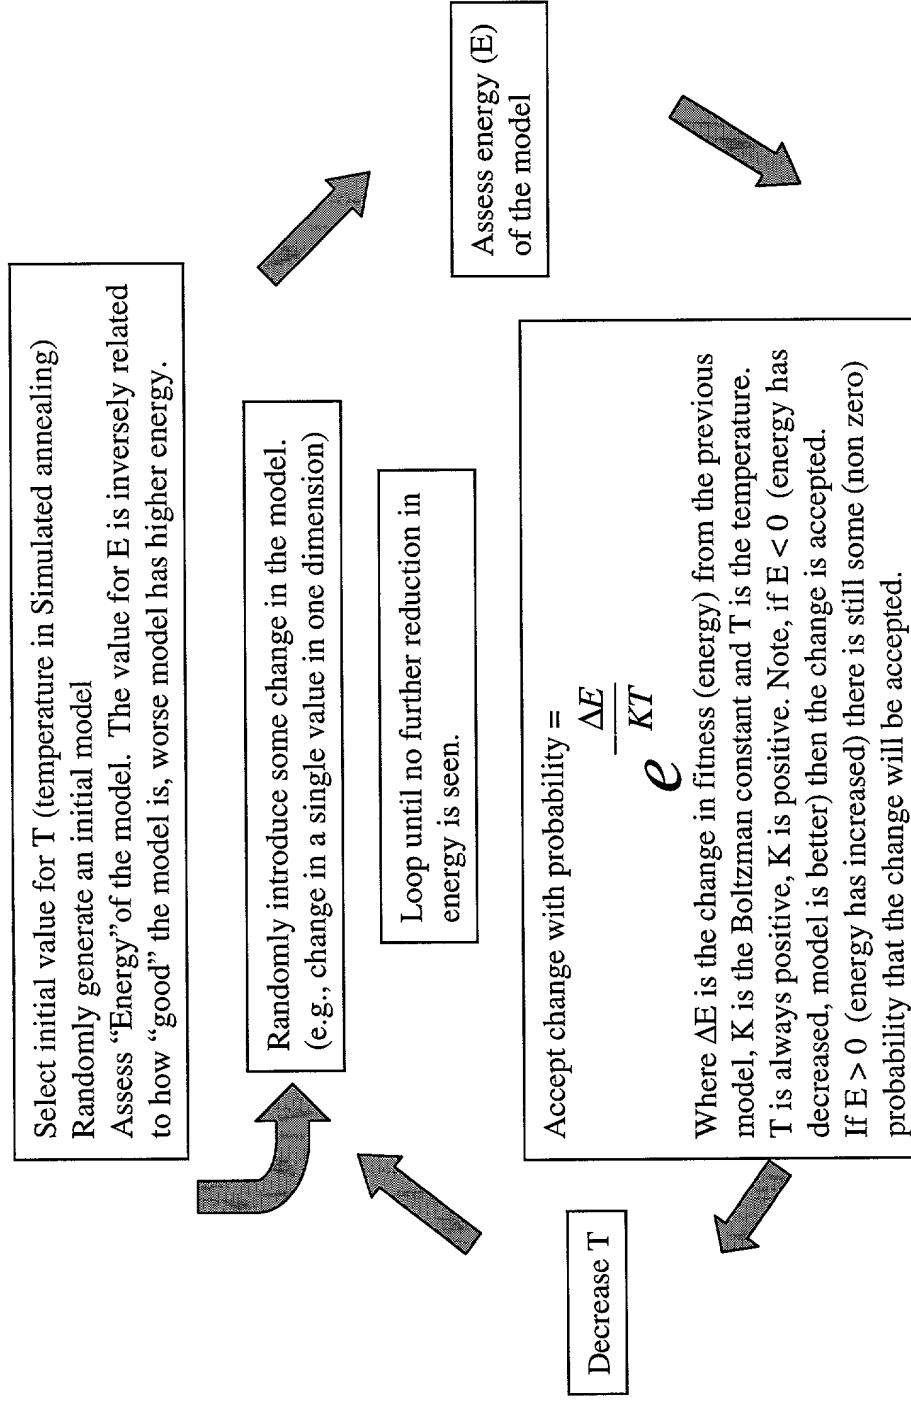 Select initial value for T (temperature in Simulated annealing)
Randomly generate an initial model
Assess “Energy”of the model.  The value for E is inversely related
to how “good” the model is, worse model has higher energy.
Randomly introduce some change in the model.
(e.g., change in a single value in one dimension)
Loop until no further reduction in
energy is seen.
Assess energy (E)
of the model
Accept change with probability =
e^{-\frac{ΔE}{KT}}
Where ΔE is the change in fitness (energy) from the previous
model, K is the Boltzman constant and T is the temperature.
T is always positive, K is positive. Note, if E < 0 (energy has
decreased, model is better) then the change is accepted.
If E > 0 (energy has increased) there is still some (non zero)
probability that the change will be accepted.
Decrease T